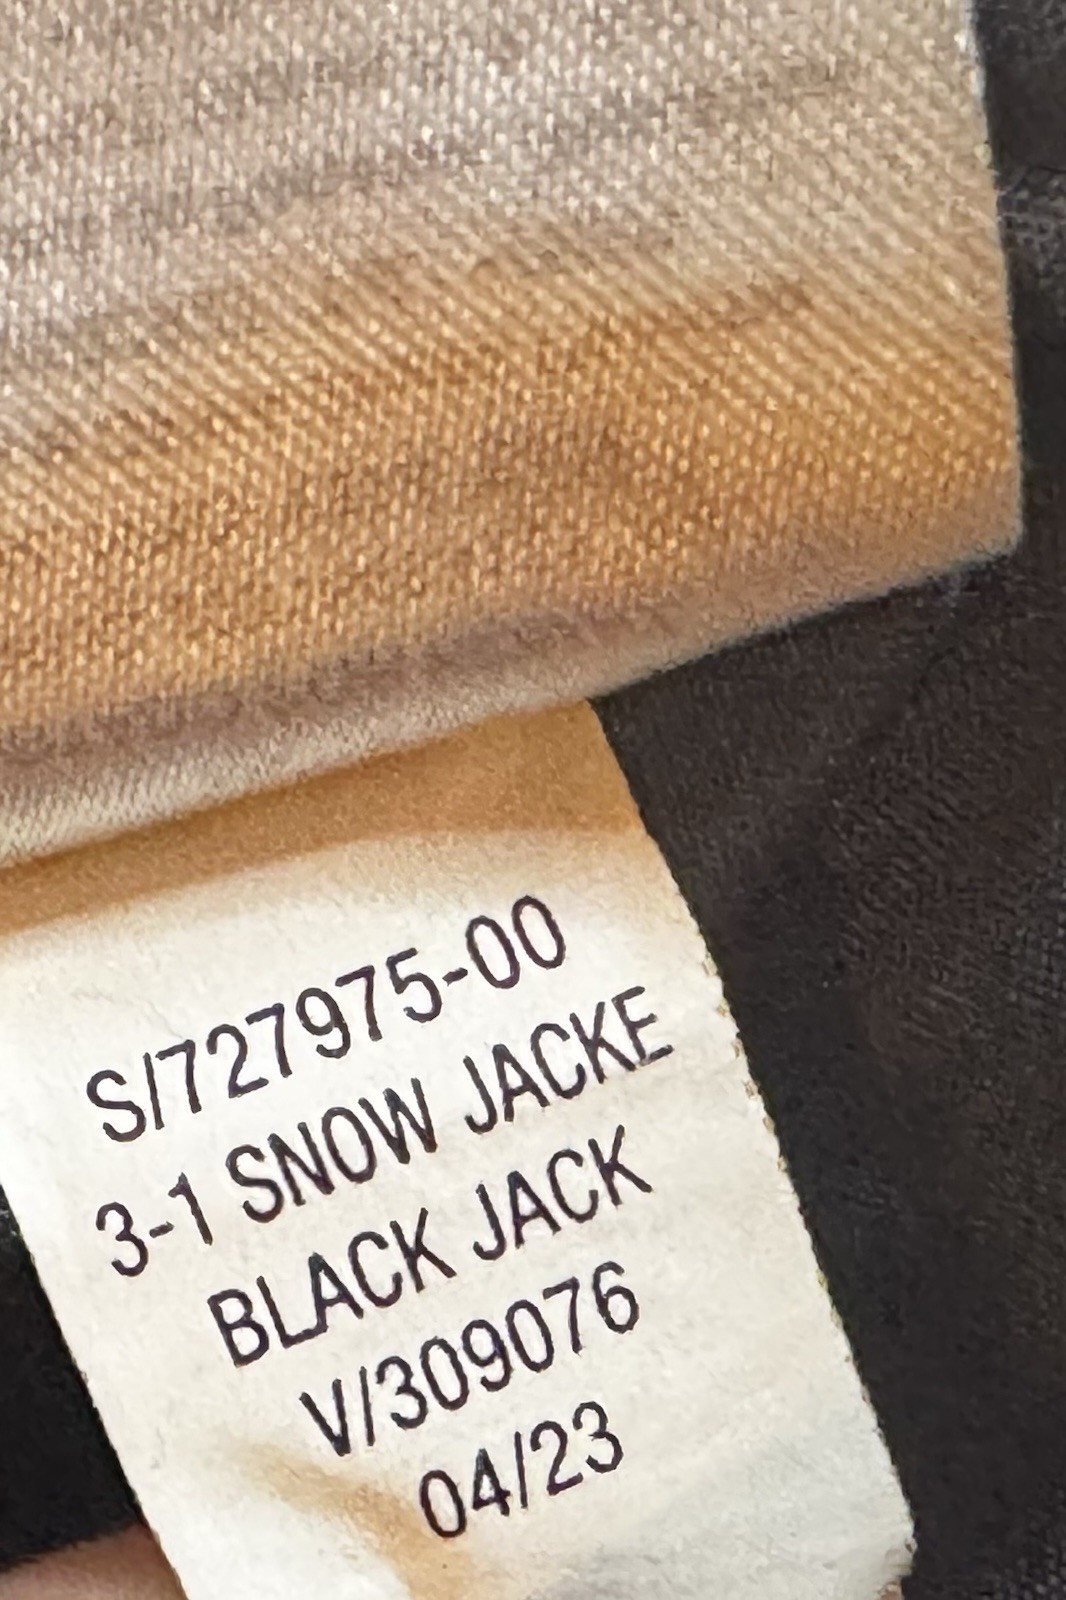 S/727975-00
3-1 SNOW JACKE
BLACK JACK
V/309076
04/23